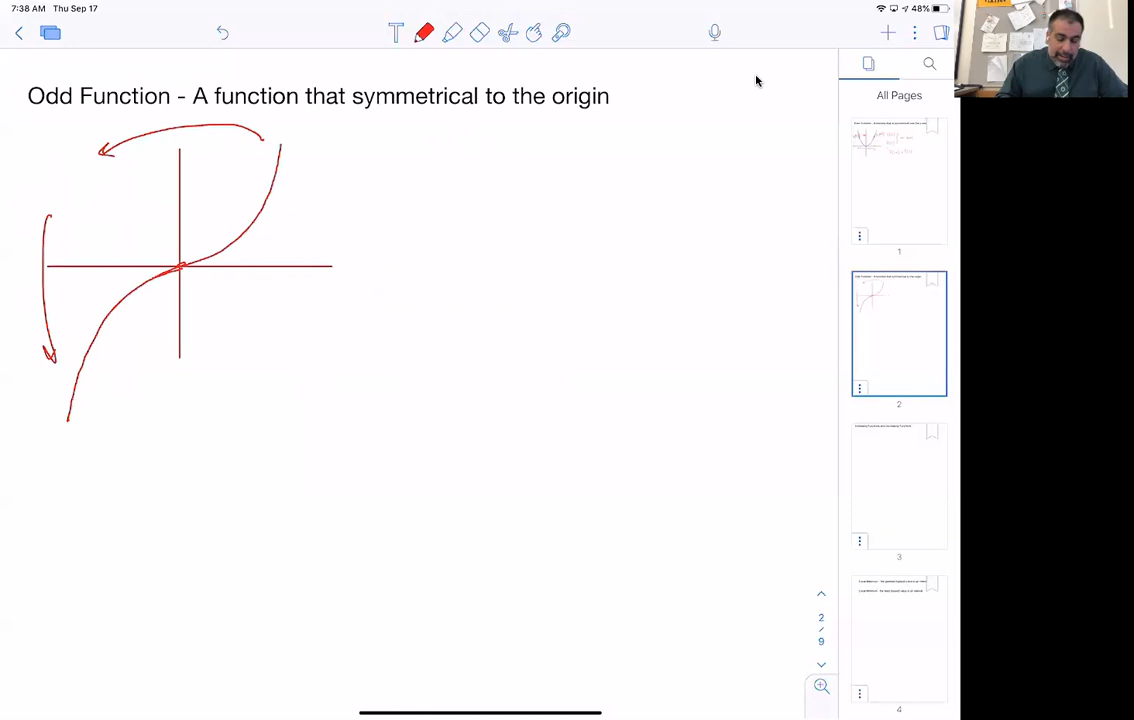 7:38 AM Thu Sep 17
48%
Odd Function - A function that symmetrical to the origin
All Pages
1
2
3
4
2
9